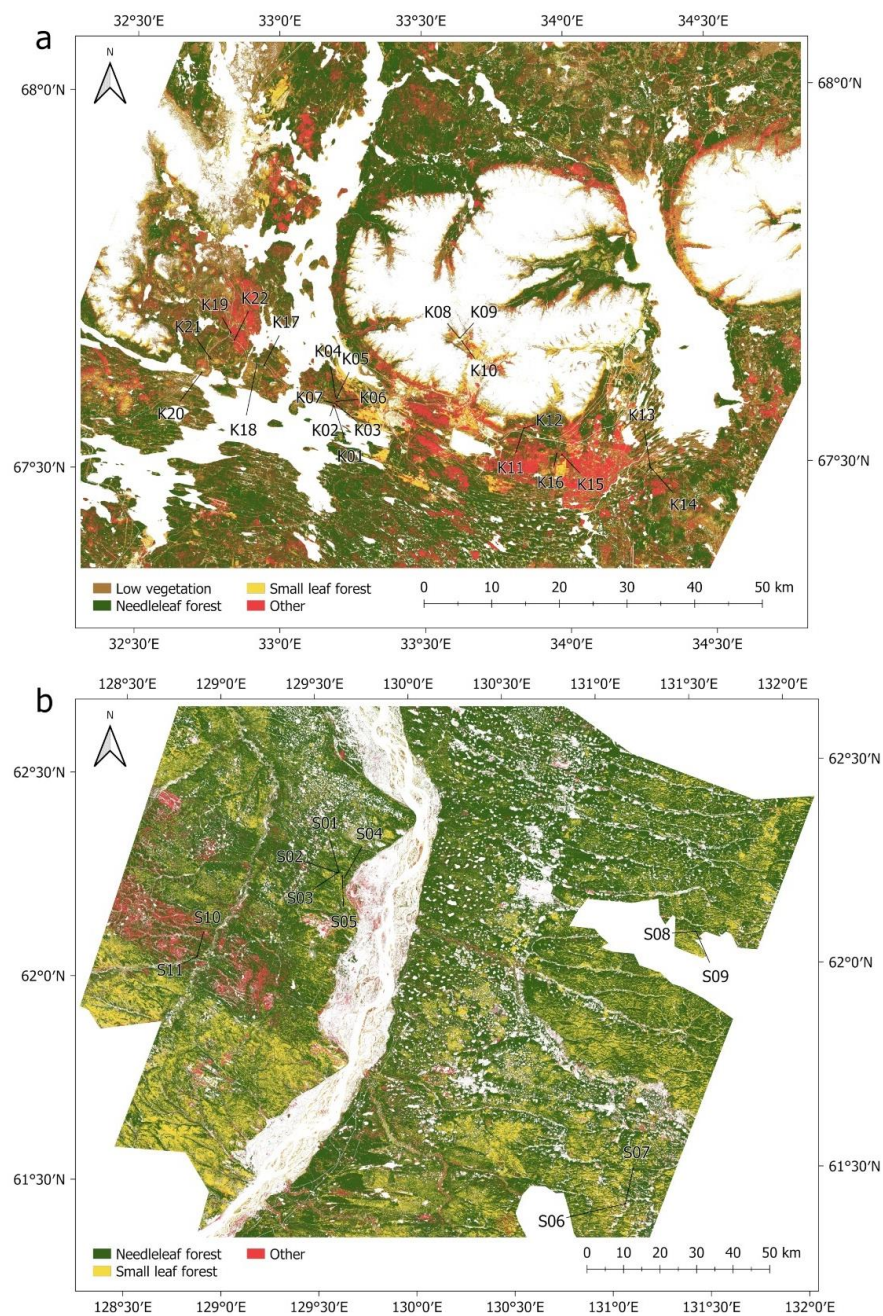 a
32°30′E 33°0′E 33°30′E 34°0′E 34°30′E
N
68°0′N 68°0′N
K19 K22
K21 K17
K08 K09
K04
K05
K10
K20
K07 K06
K18
K02 K03
K01
K12 K13
67°30′N 67°30′N
K11
K16 K15
K14
Low vegetation Small leaf forest
Needleleaf forest Other
0 10 20 30 40 50 km
32°30′E 33°0′E 33°30′E 34°0′E 34°30′E
b
128°30′E 129°0′E 129°30′E 130°0′E 130°30′E 131°0′E 131°30′E 132°0′E
N
62°30′N 62°30′N
S01 S04
S02
S03
S05
S10
S08
S09
S11
62°0′N 62°0′N
S07
61°30′N 61°30′N
S06
Needleleaf forest Other
Small leaf forest
0 10 20 30 40 50 km
128°30′E 129°0′E 129°30′E 130°0′E 130°30′E 131°0′E 131°30′E 132°0′E